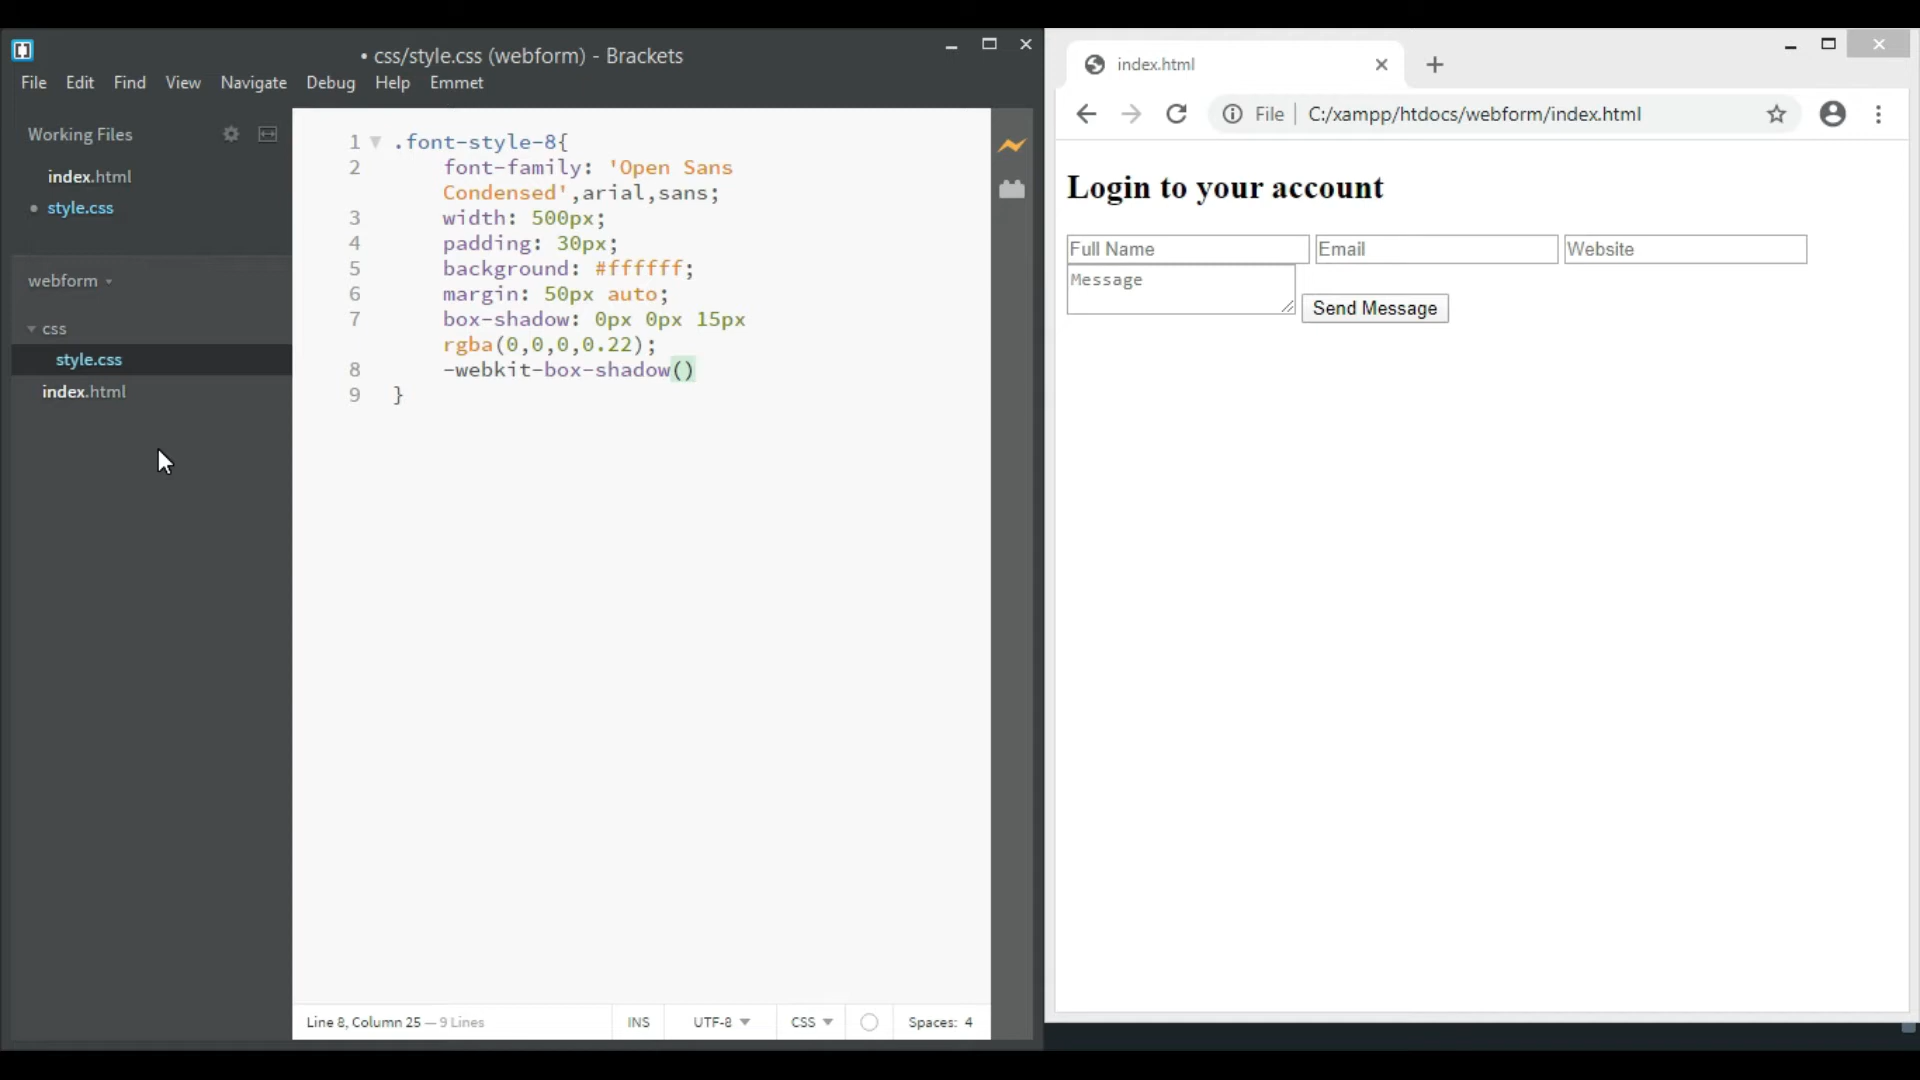 • css/style.css (webform) - Brackets
File Edit Find View Navigate Debug Help Emmet
Working Files
index.html
• style.css
webform
css
style.css
index.html
1 .font-style-8{
2 font-family: 'Open Sans
Condensed',arial,sans;
3 width: 500px;
4 padding: 30px;
5 background: #ffffff;
6 margin: 50px auto;
7 box-shadow: 0px 0px 15px
rgba(0,0,0,0.22);
8 -webkit-box-shadow()
9 }
Line 8, Column 25 — 9 Lines
INS UTF-8 CSS Spaces: 4
index.html
File C:/xampp/htdocs/webform/index.html
Login to your account
Full Name Email Website
Message
Send Message